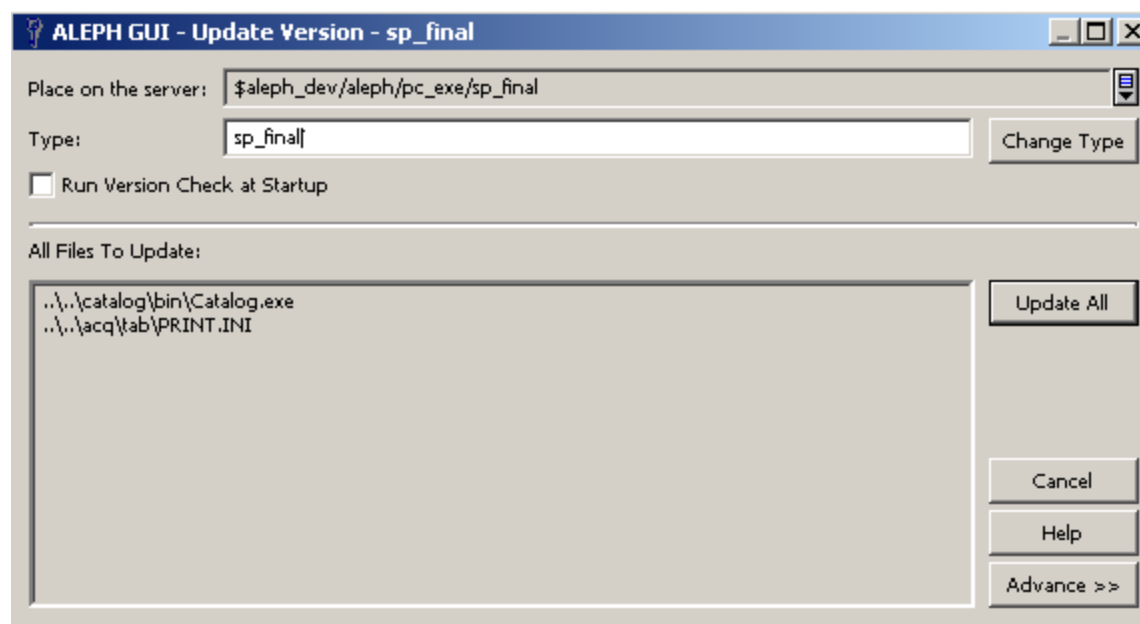 ALEPH GUI - Update Version - sp_final
Place on the server: $aleph_dev/aleph/pc_exe/sp_final
Type: sp_final Change Type
Run Version Check at Startup
All Files To Update:
..\..\catalog\bin\Catalog.exe
..\..\acq\tab\PRINT.INI
Update All
Cancel
Help
Advance >>